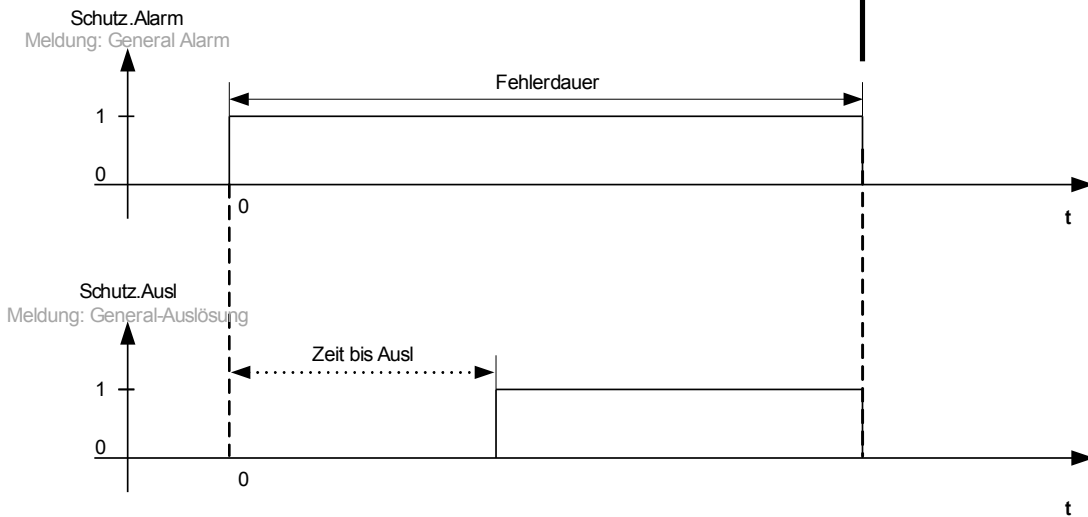 Schutz.Alarm
Meldung: General Alarm
Fehlerdauer
1
0
0
t
Schutz.Ausl
Meldung: General-Auslösung
Zeit bis Ausl
1
0
0
t